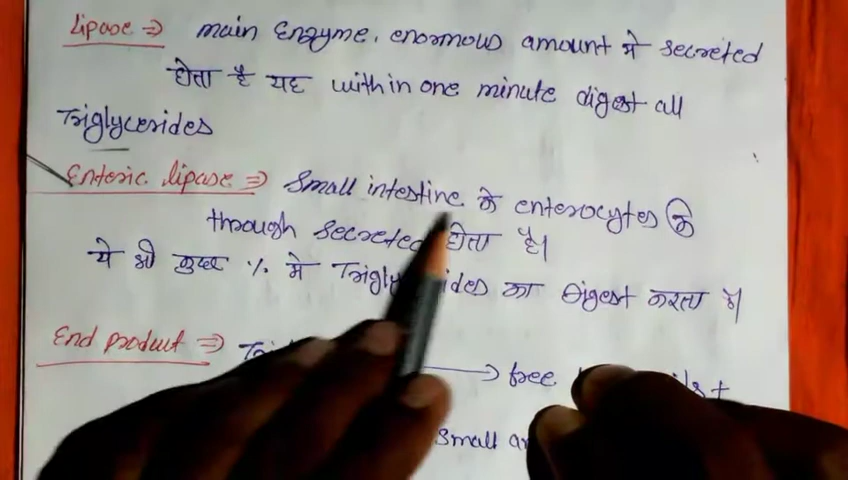 lipase ⇒ main Enzyme. enormous amount मे secreted
होता है यह within one minute digest all
Triglycerides
Enteric lipase ⇒ Small intestine के enterocytes के
through secreted होता है।
ये भी कुछ % मे Triglycerides का Digest करता है।
End product ⇒ → free +
Small